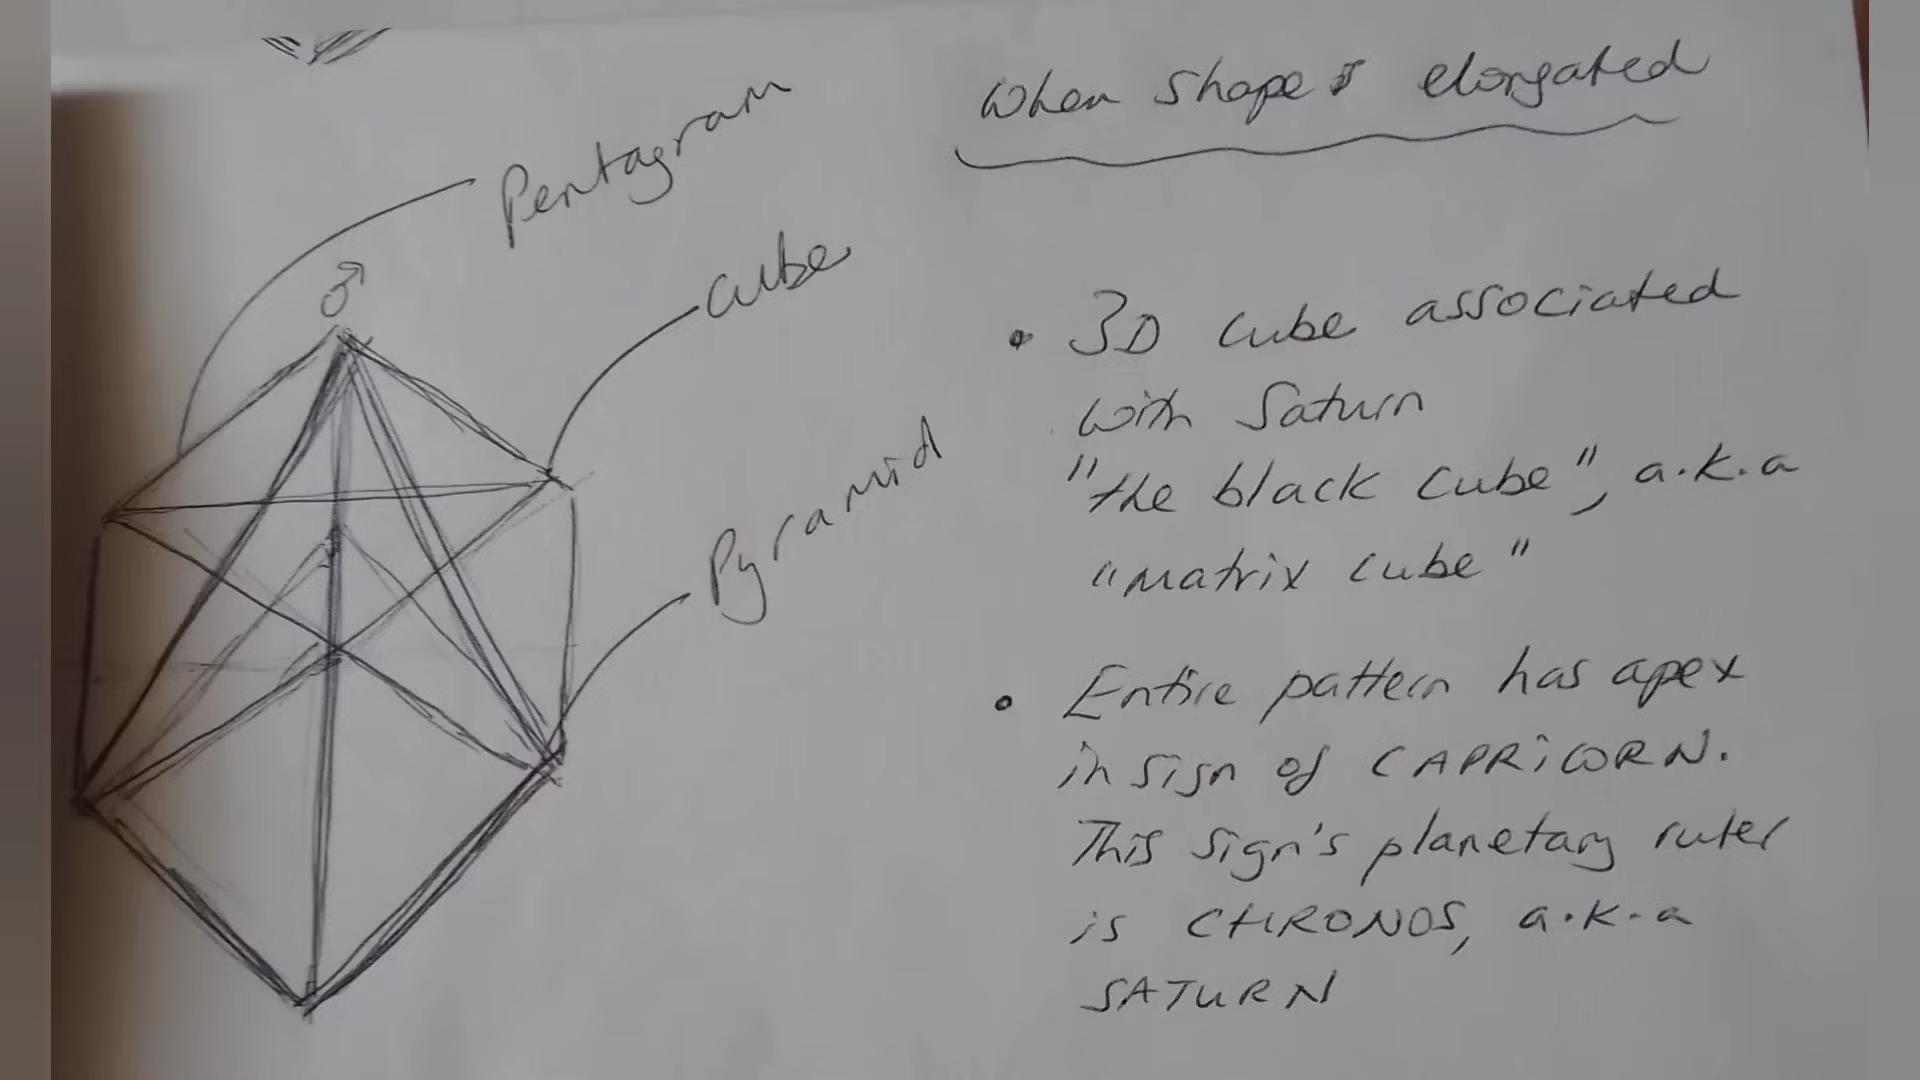 When shape is elongated
Pentagram
♂
Cube
Pyramid
• 3D cube associated
with Saturn
"the black cube", a.k.a
"matrix cube"
• Entire pattern has apex
in sign of CAPRICORN.
This sign's planetary ruler
is CHRONOS, a.k.a
SATURN